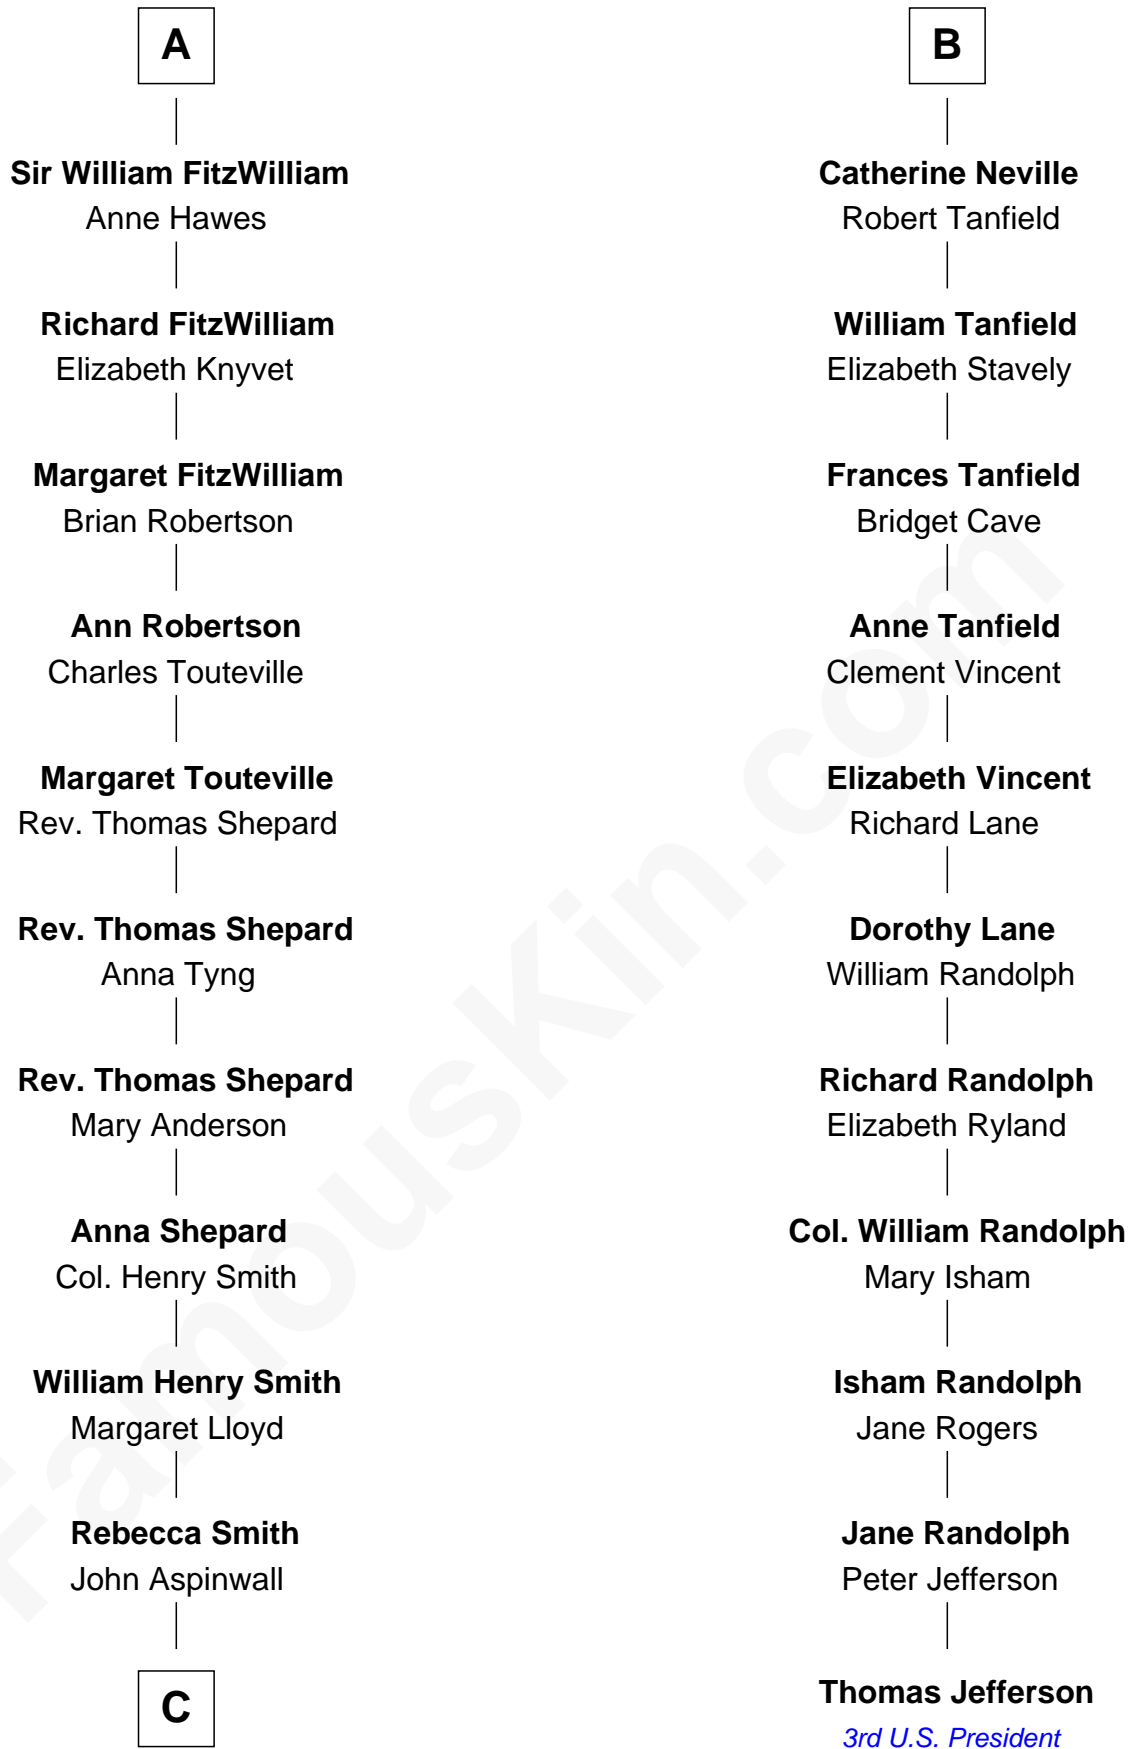 A
Sir William FitzWilliam
Anne Hawes
Richard FitzWilliam
Elizabeth Knyvet
Margaret FitzWilliam
Brian Robertson
Ann Robertson
Charles Touteville
Margaret Touteville
Rev. Thomas Shepard
Rev. Thomas Shepard
Anna Tyng
Rev. Thomas Shepard
Mary Anderson
Anna Shepard
Col. Henry Smith
William Henry Smith
Margaret Lloyd
Rebecca Smith
John Aspinwall
C
B
Catherine Neville
Robert Tanfield
William Tanfield
Elizabeth Stavely
Frances Tanfield
Bridget Cave
Anne Tanfield
Clement Vincent
Elizabeth Vincent
Richard Lane
Dorothy Lane
William Randolph
Richard Randolph
Elizabeth Ryland
Col. William Randolph
Mary Isham
Isham Randolph
Jane Rogers
Jane Randolph
Peter Jefferson
Thomas Jefferson
3rd U.S. President
FamousKin.com